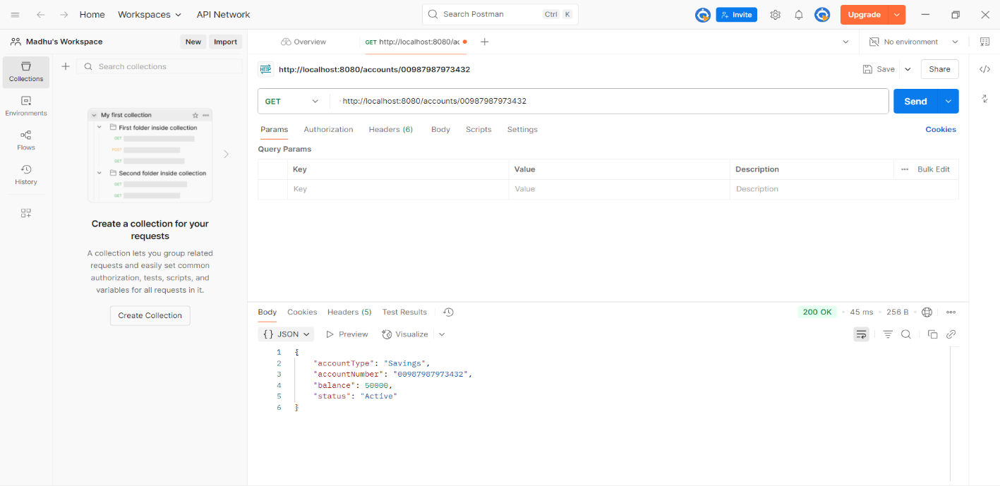 Home Workspaces API Network Search Postman Ctrl K Invite Upgrade
Madhu's Workspace New Import Overview GET http://localhost:8080/ac No environment
Collections
Search collections
HTTP http://localhost:8080/accounts/00987987973432 Save Share
Environments
Flows
History
My first collection
First folder inside collection
GET
POST
GET
Second folder inside collection
GET
GET
Create a collection for your
requests
A collection lets you group related
requests and easily set common
authorization, tests, scripts, and
variables for all requests in it.
Create Collection
GET http://localhost:8080/accounts/00987987973432 Send
Params Authorization Headers (6) Body Scripts Settings Cookies
Query Params
Key Value Description Bulk Edit
Key Value Description
Body Cookies Headers (5) Test Results 200 OK 45 ms 256 B
{} JSON Preview Visualize
1 {
2 "accountType": "Savings",
3 "accountNumber": "00987987973432",
4 "balance": 50000,
5 "status": "Active"
6 }